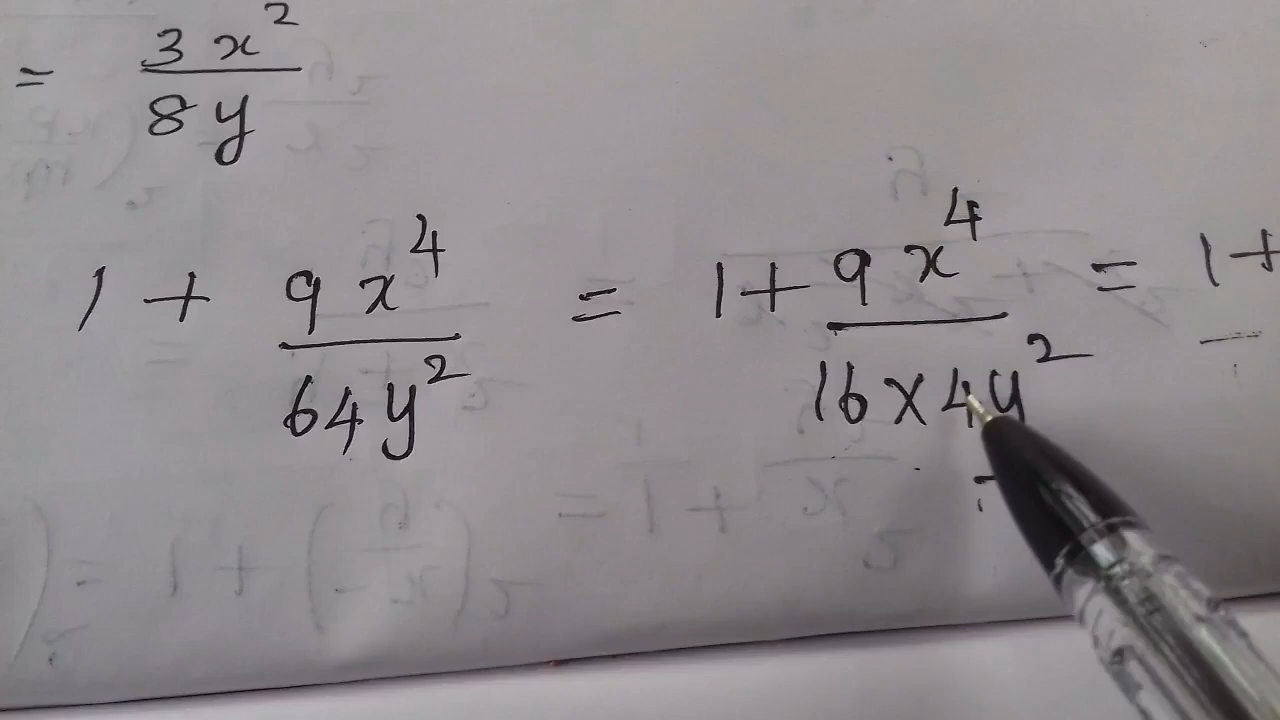 = 3x² / 8y
1 + 9x⁴ / 64y² = 1 + 9x⁴ / 16 × 4y² = 1 +